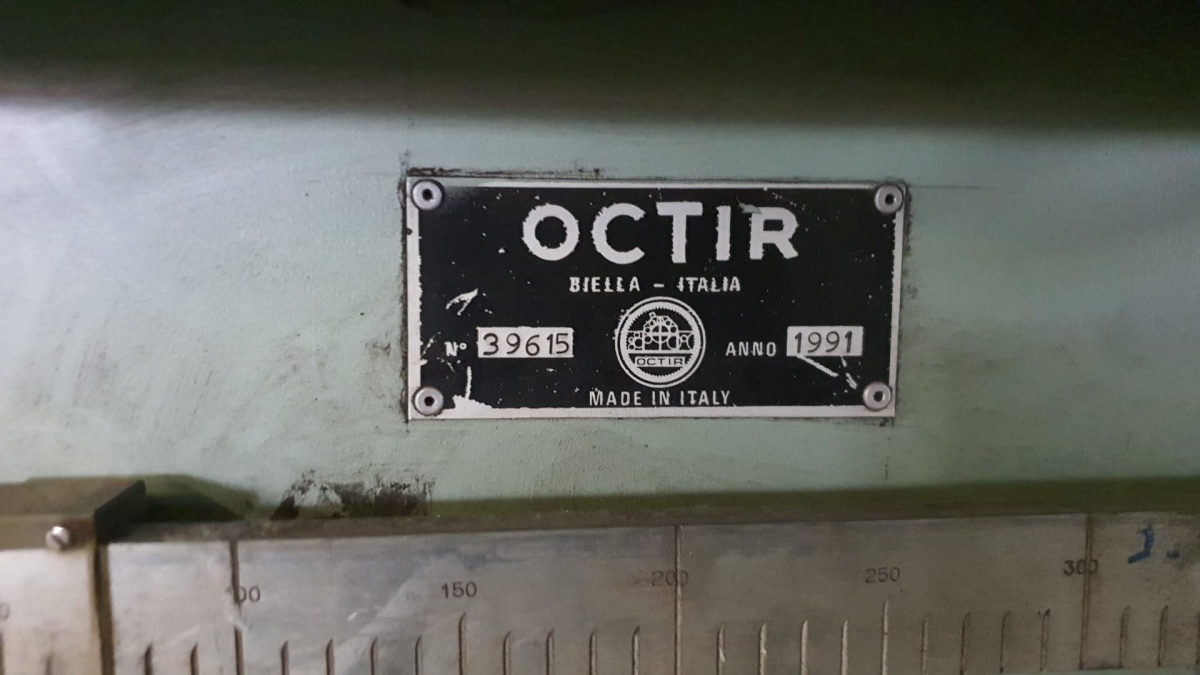 OCTIR
BIELLA - ITALIA
N° 39615
OCTIR
ANNO 1991
MADE IN ITALY
150
200
250
300